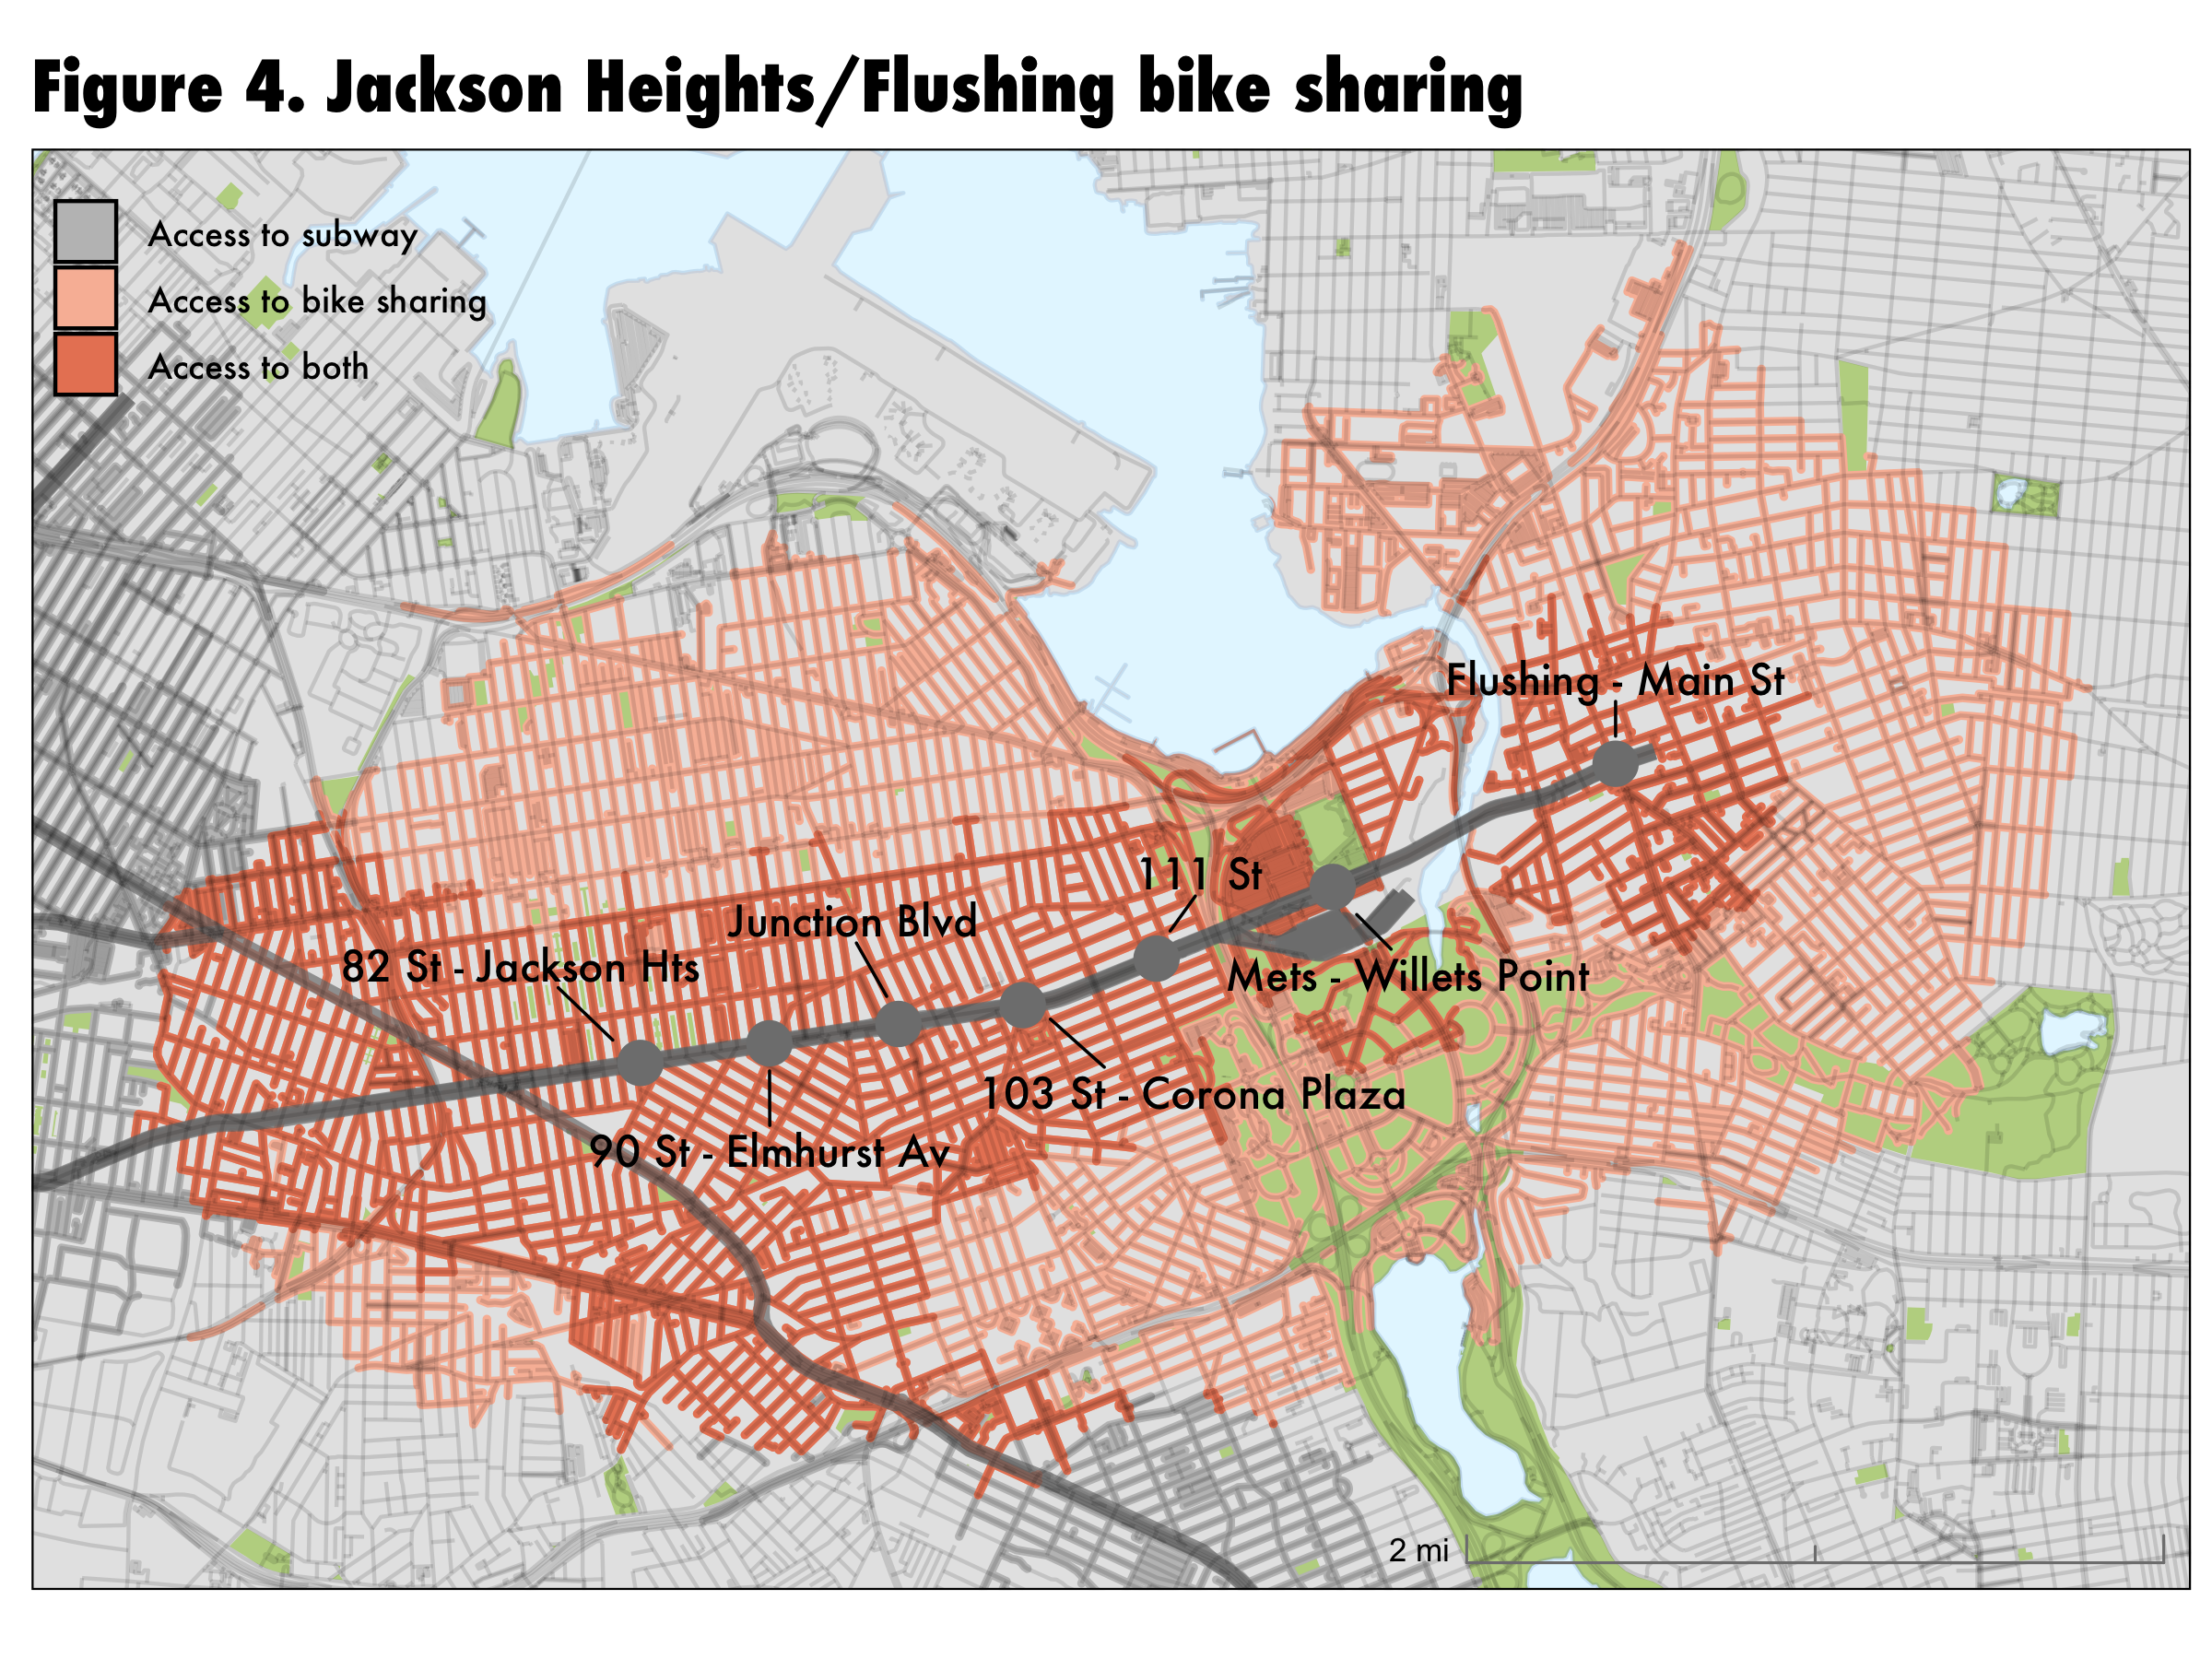 Figure 4. Jackson Heights/Flushing bike sharing
Access to subway
Access to bike sharing
Access to both
Flushing - Main St
111 St
Junction Blvd
82 St - Jackson Hts
Mets - Willets Point
103 St - Corona Plaza
90 St - Elmhurst Av
2 mi